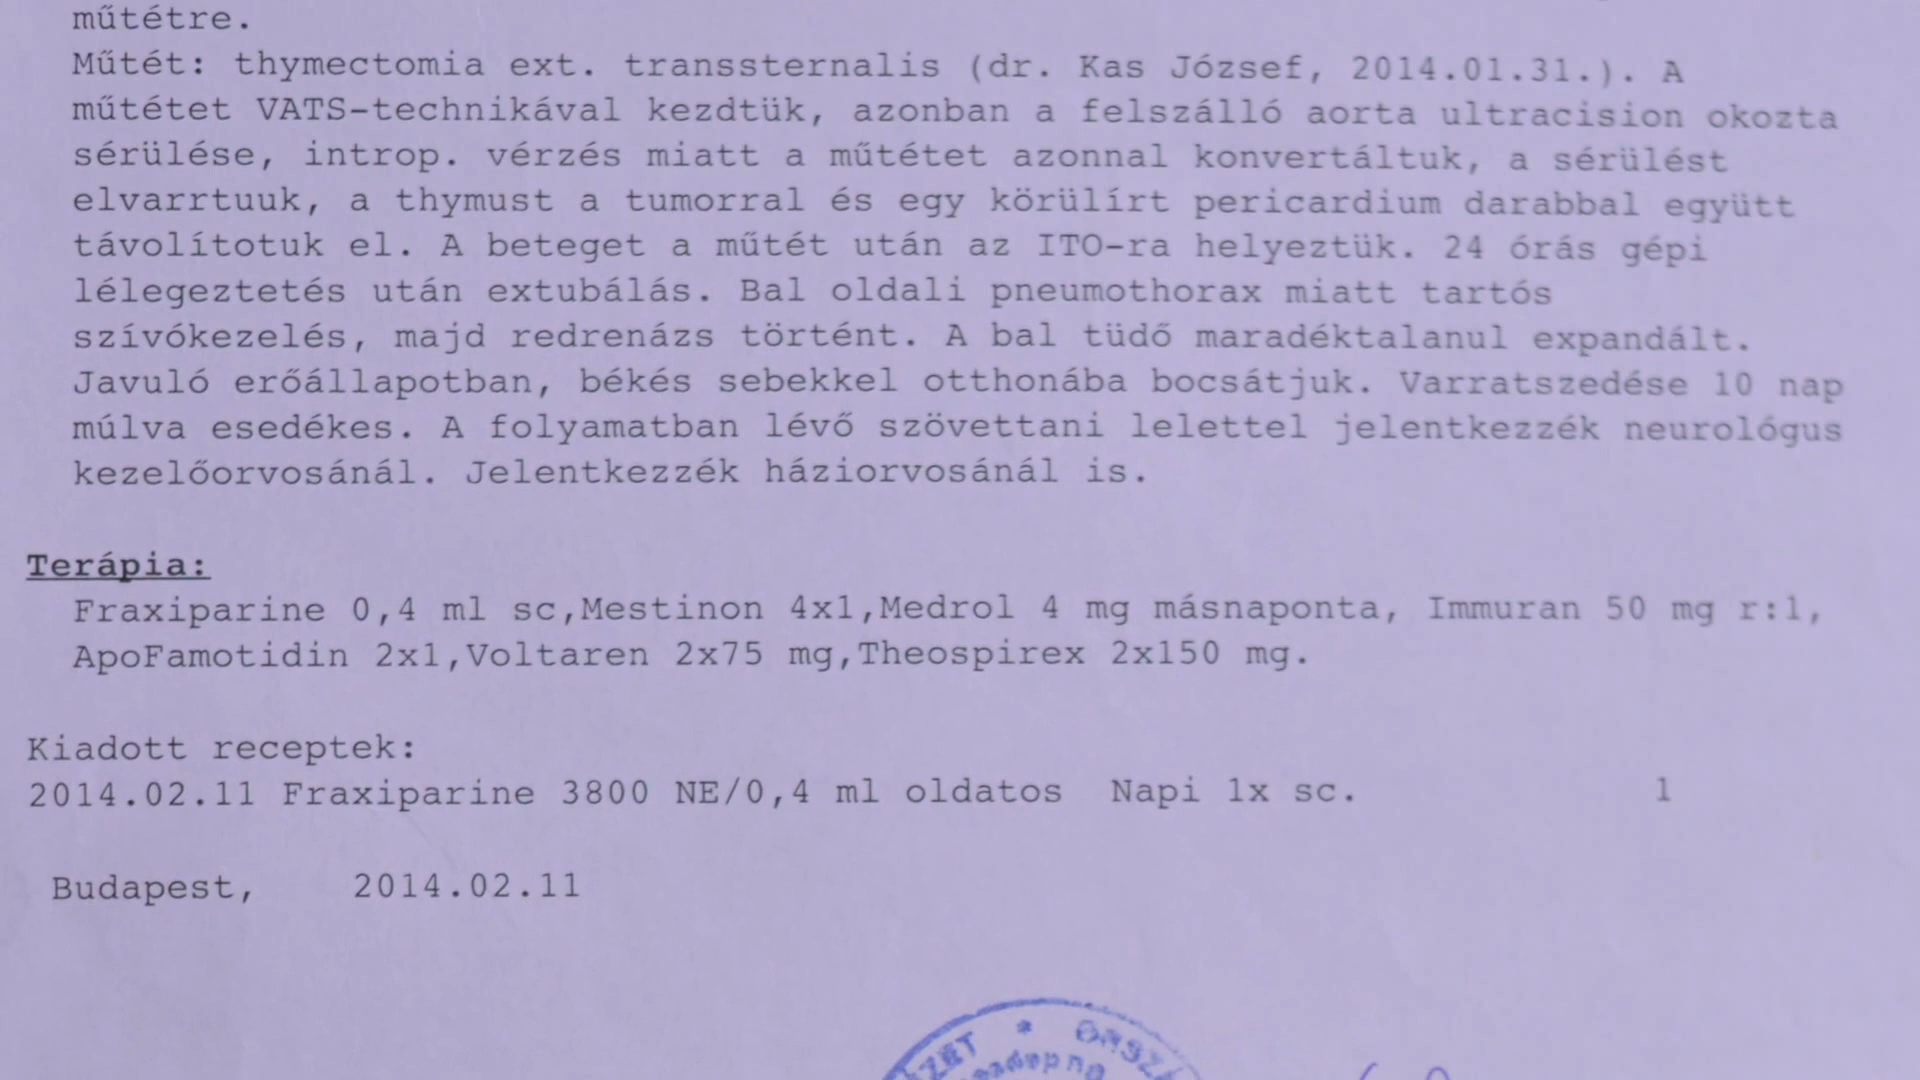 műtétre.
Műtét: thymectomia ext. transsternalis (dr. Kas József, 2014.01.31.). A
műtétet VATS-technikával kezdtük, azonban a felszálló aorta ultracision okozta
sérülése, introp. vérzés miatt a műtétet azonnal konvertáltuk, a sérülést
elvarrtuuk, a thymust a tumorral és egy körülírt pericardium darabbal együtt
távolítotuk el. A beteget a műtét után az ITO-ra helyeztük. 24 órás gépi
lélegeztetés után extubálás. Bal oldali pneumothorax miatt tartós
szívókezelés, majd redrenázs történt. A bal tüdő maradéktalanul expandált.
Javuló erőállapotban, békés sebekkel otthonába bocsátjuk. Varratszedése 10 nap
múlva esedékes. A folyamatban lévő szövettani lelettel jelentkezzék neurológus
kezelőorvosánál. Jelentkezzék háziorvosánál is.
Terápia:
Fraxiparine 0,4 ml sc,Mestinon 4x1,Medrol 4 mg másnaponta, Immuran 50 mg r:1,
ApoFamotidin 2x1,Voltaren 2x75 mg,Theospirex 2x150 mg.
Kiadott receptek:
2014.02.11 Fraxiparine 3800 NE/0,4 ml oldatos Napi 1x sc. 1
Budapest, 2014.02.11